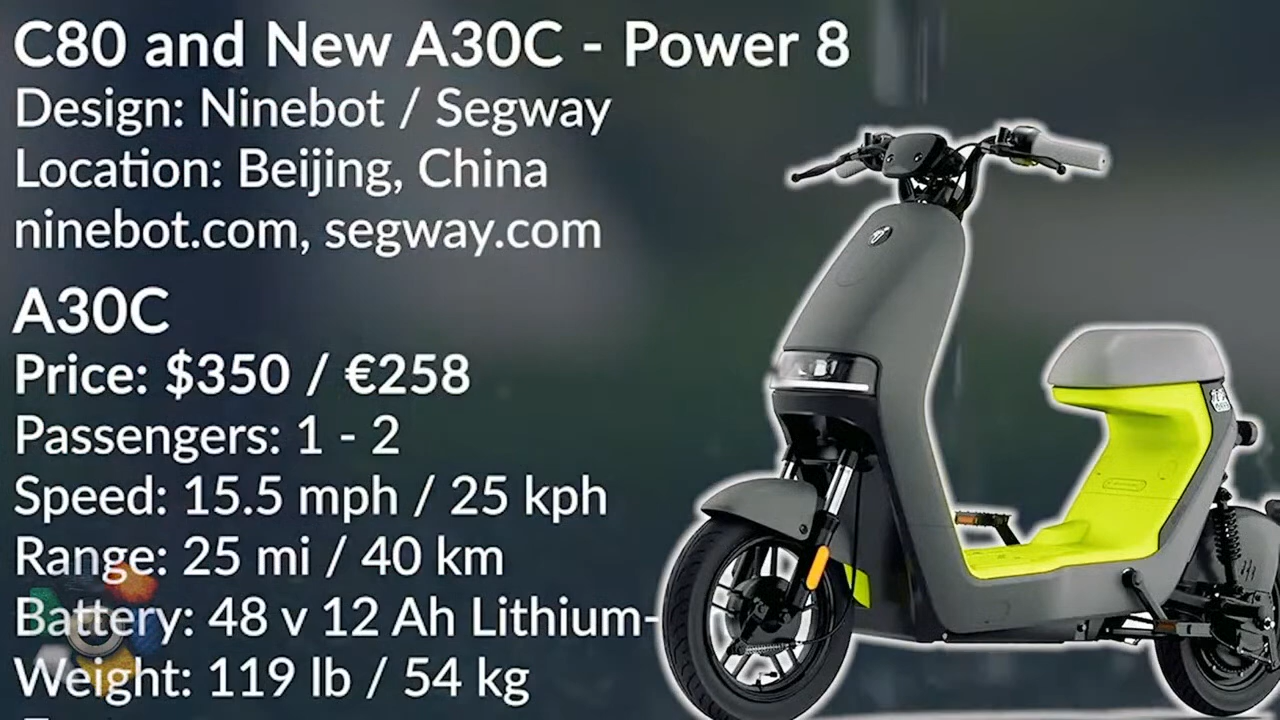 C80 and New A30C - Power 8
Design: Ninebot / Segway
Location: Beijing, China
ninebot.com, segway.com
A30C
Price: $350 / €258
Passengers: 1 - 2
Speed: 15.5 mph / 25 kph
Range: 25 mi / 40 km
Battery: 48 v 12 Ah Lithium-
Weight: 119 lb / 54 kg